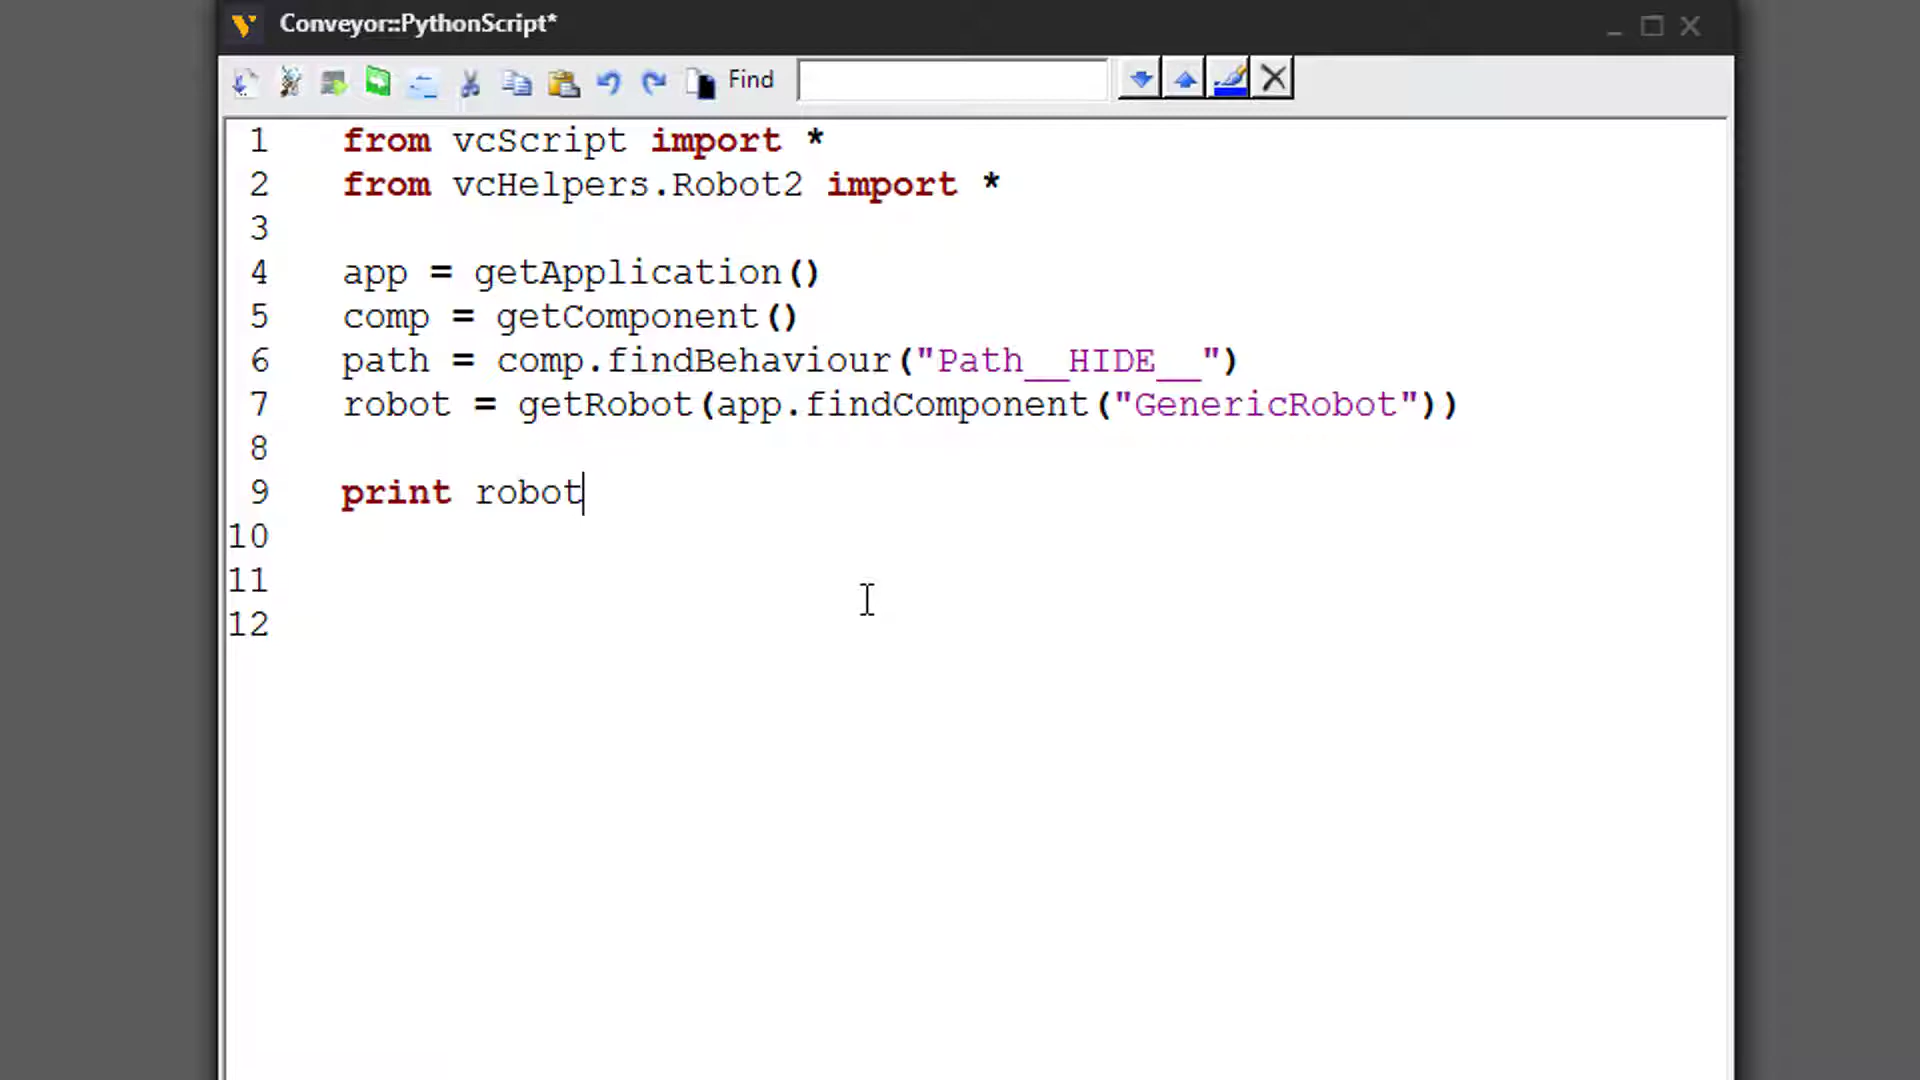 Conveyor::PythonScript*
Find
1 from vcScript import *
2 from vcHelpers.Robot2 import *
3
4 app = getApplication()
5 comp = getComponent()
6 path = comp.findBehaviour("Path__HIDE__")
7 robot = getRobot(app.findComponent("GenericRobot"))
8
9 print robot
10
11
12